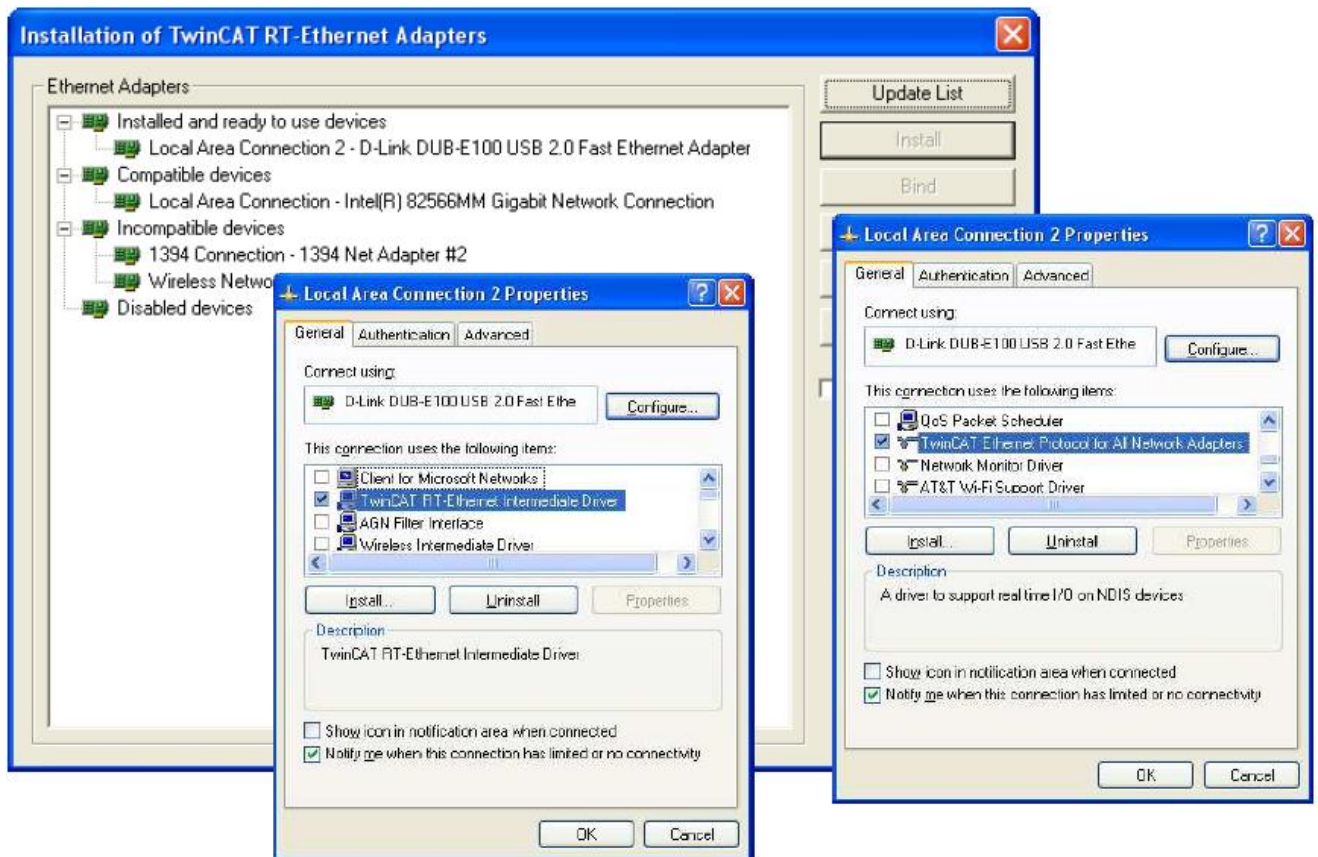 Installation of TwinCAT RT-Ethernet Adapters
Ethernet Adapters
Installed and ready to use devices
Local Area Connection 2 - D-Link DUB-E100 USB 2.0 Fast Ethernet Adapter
Compatible devices
Local Area Connection - Intel(R) 82566MM Gigabit Network Connection
Incompatible devices
1394 Connection - 1394 Net Adapter #2
Wireless Netwo
Disabled devices
Update List
Install
Bind
Local Area Connection 2 Properties
General
Authentication
Advanced
Connect using:
D-Link DUB-E100 USB 2.0 Fast Ethe
Configure...
This connection uses the following items:
Client for Microsoft Networks
TwinCAT RT-Ethernet Intermediate Driver
AGN Filter Interface
Wireless Intermediate Driver
Install...
Uninstall
Properties
Description
TwinCAT RT-Ethernet Intermediate Driver
Show icon in notification area when connected
Notify me when this connection has limited or no connectivity
OK
Cancel
Local Area Connection 2 Properties
General
Authentication
Advanced
Connect using:
D-Link DUB-E100 USB 2.0 Fast Ethe
Configure...
This connection uses the following items:
QoS Packet Scheduler
TwinCAT Ethernet Protocol for All Network Adapters
Network Monitor Driver
AT&T Wi-Fi Support Driver
Install...
Uninstall
Properties
Description
A driver to support real time I/O on NDIS devices
Show icon in notification area when connected
Notify me when this connection has limited or no connectivity
OK
Cancel